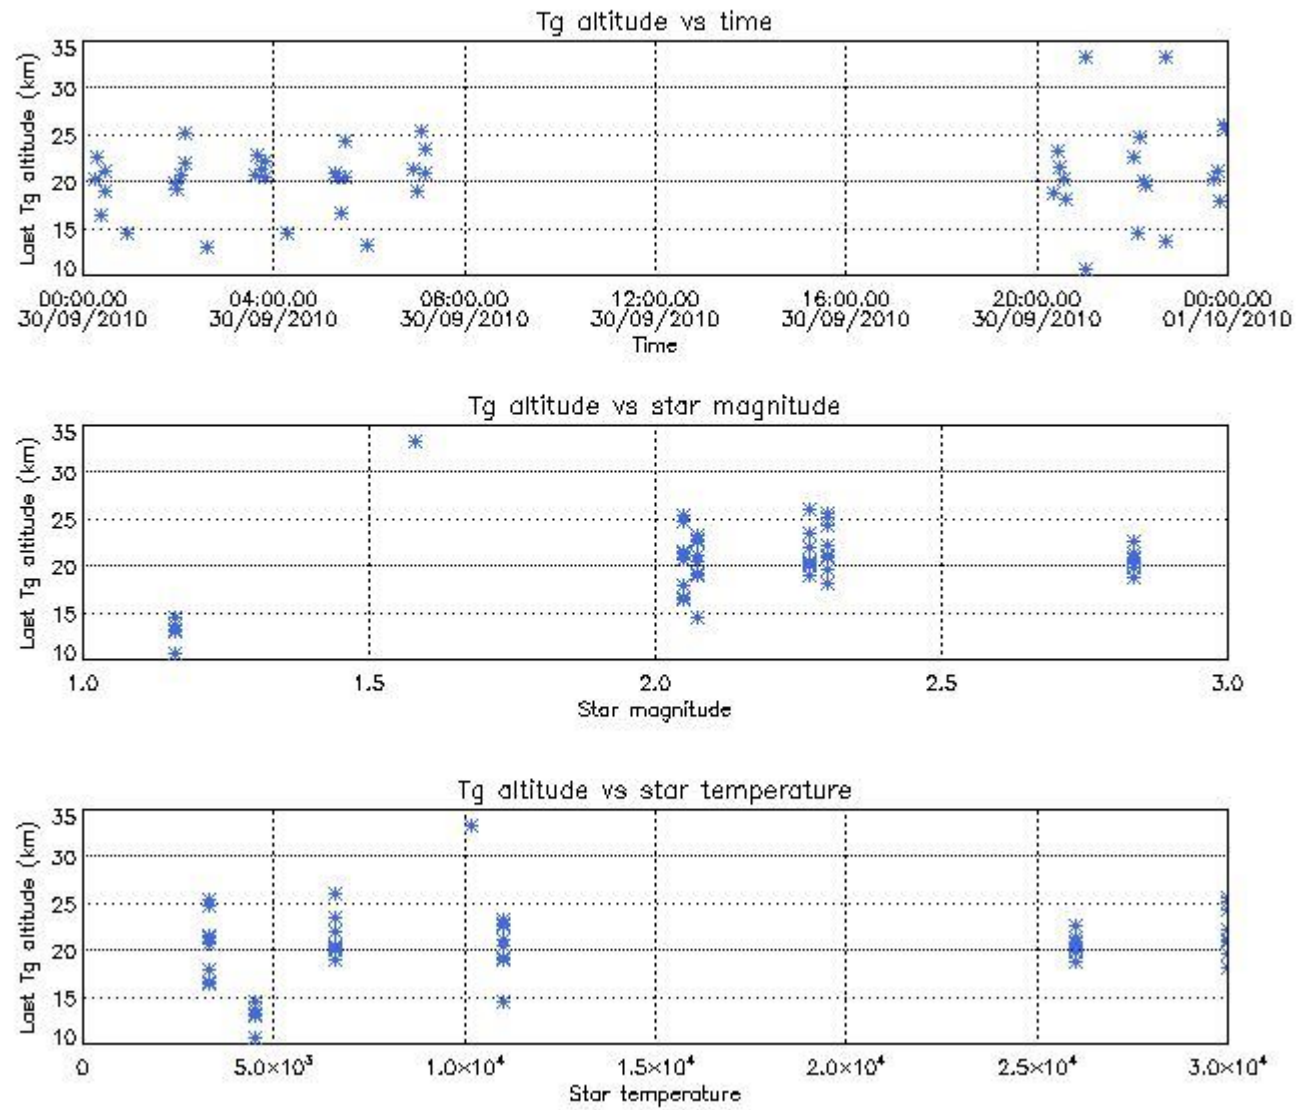 Tg altitude vs time
Last Tg altitude (km)
35
30
25
20
15
10
00:00.00 04:00.00 08:00.00 12:00.00 16:00.00 20:00.00 00:00.00
30/09/2010 30/09/2010 30/09/2010 30/09/2010 30/09/2010 30/09/2010 01/10/2010
Time
Tg altitude vs star magnitude
Last Tg altitude (km)
35
30
25
20
15
10
1.0 1.5 2.0 2.5 3.0
Star magnitude
Tg altitude vs star temperature
Last Tg altitude (km)
35
30
25
20
15
10
0 5.0×10³ 1.0×10⁴ 1.5×10⁴ 2.0×10⁴ 2.5×10⁴ 3.0×10⁴
Star temperature